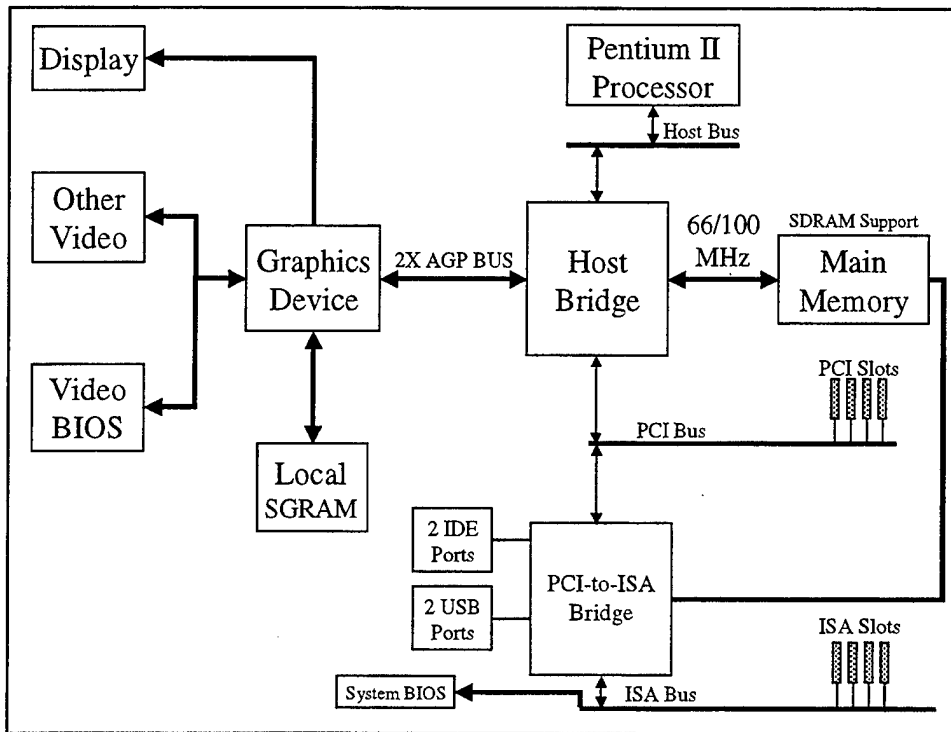 Display
Pentium II
Processor
Host Bus
Other
Video
Graphics
Device
2X AGP BUS
Host
Bridge
66/100
MHz
SDRAM Support
Main
Memory
Video
BIOS
PCI Slots
PCI Bus
Local
SGRAM
2 IDE
Ports
PCI-to-ISA
Bridge
2 USB
Ports
ISA Slots
System BIOS
ISA Bus